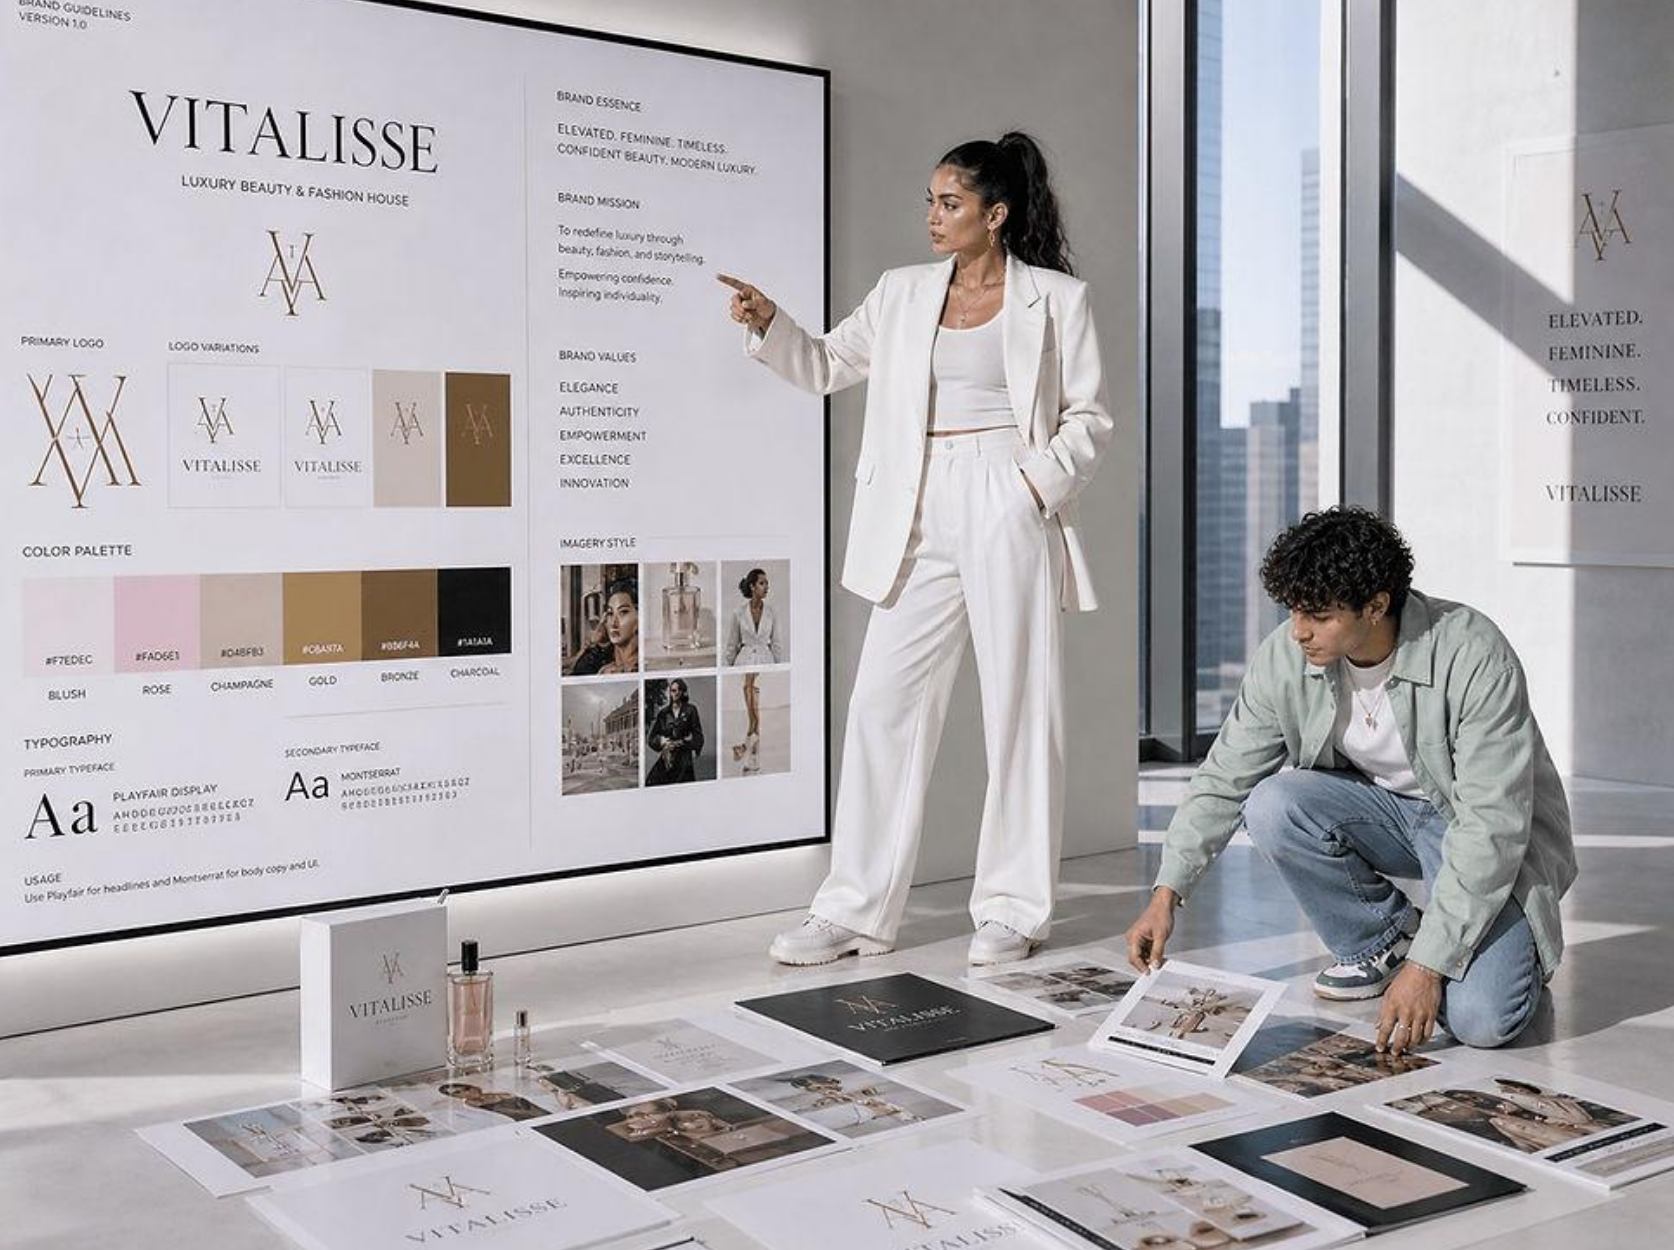 BRAND GUIDELINES
VERSION 1.0
VITALISSE
LUXURY BEAUTY & FASHION HOUSE
PRIMARY LOGO
LOGO VARIATIONS
VITALISSE
VITALISSE
COLOR PALETTE
#F7EDEC
#FAD6E1
#D4BFB3
#C8A97A
#8B6F4A
#1A1A1A
BLUSH
ROSE
CHAMPAGNE
GOLD
BRONZE
CHARCOAL
TYPOGRAPHY
PRIMARY TYPEFACE
Aa
PLAYFAIR DISPLAY
SECONDARY TYPEFACE
Aa
MONTSERRAT
USAGE
Use Playfair for headlines and Montserrat for body copy and UI.
BRAND ESSENCE
ELEVATED. FEMININE. TIMELESS.
CONFIDENT BEAUTY. MODERN LUXURY.
BRAND MISSION
To redefine luxury through
beauty, fashion, and storytelling.
Empowering confidence.
Inspiring individuality.
BRAND VALUES
ELEGANCE
AUTHENTICITY
EMPOWERMENT
EXCELLENCE
INNOVATION
IMAGERY STYLE
ELEVATED.
FEMININE.
TIMELESS.
CONFIDENT.
VITALISSE
VITALISSE
VITALISSE
VITALISSE
VITALISSE